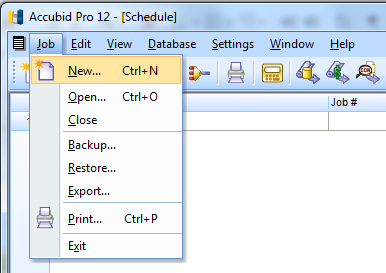 Accubid Pro 12 - [Schedule]
Job Edit View Database Settings Window Help
New... Ctrl+N
Open... Ctrl+O
Close
Job #
Backup...
Restore...
Export...
Print... Ctrl+P
Exit